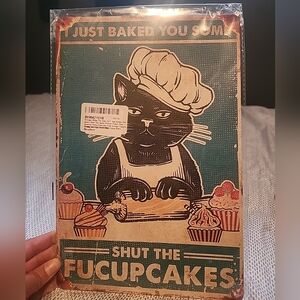 I JUST BAKED YOU SOME
SHUT THE
FUCUPCAKES